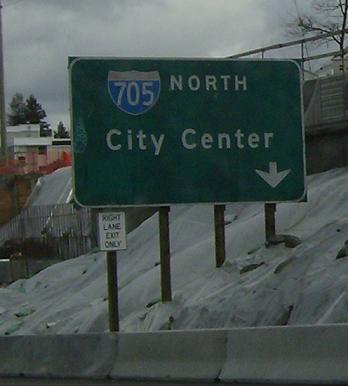 705 NORTH
City Center
RIGHT
LANE
EXIT
ONLY